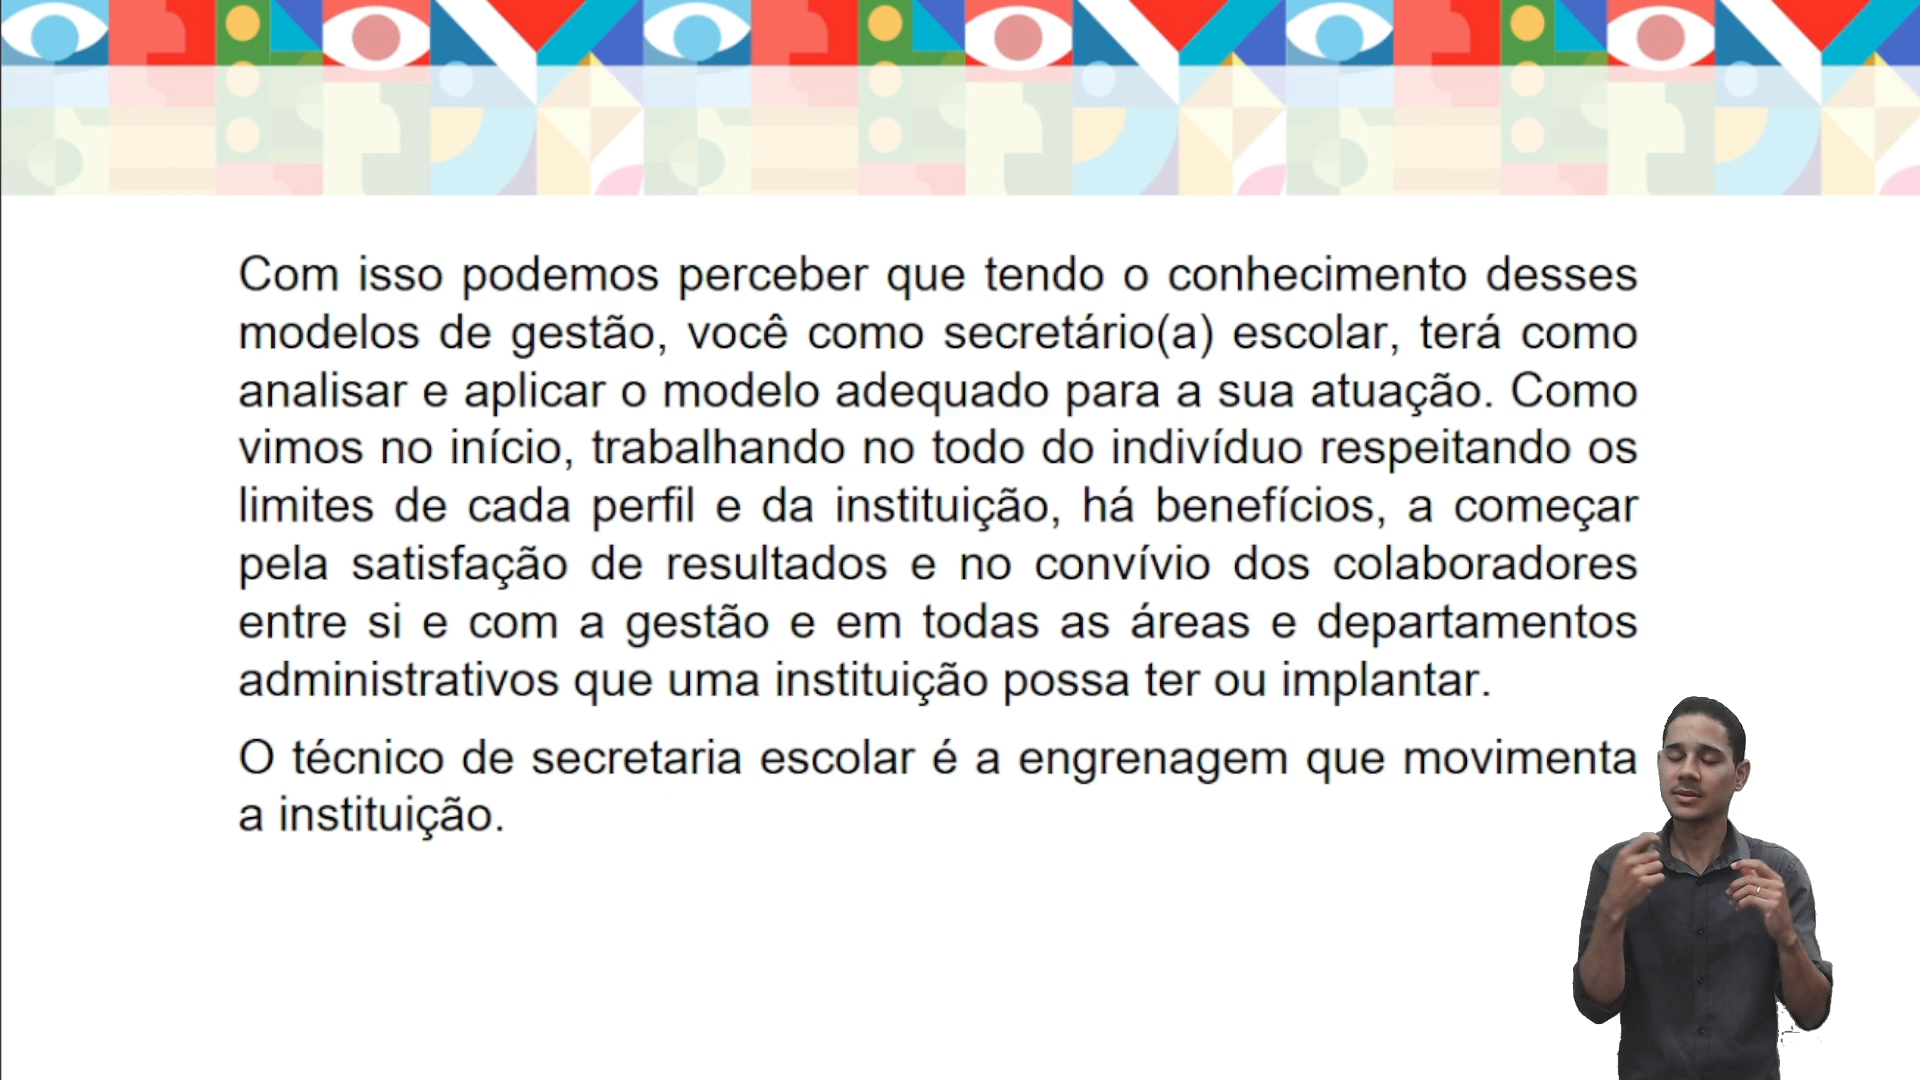 Com isso podemos perceber que tendo o conhecimento desses
modelos de gestão, você como secretário(a) escolar, terá como
analisar e aplicar o modelo adequado para a sua atuação. Como
vimos no início, trabalhando no todo do indivíduo respeitando os
limites de cada perfil e da instituição, há benefícios, a começar
pela satisfação de resultados e no convívio dos colaboradores
entre si e com a gestão e em todas as áreas e departamentos
administrativos que uma instituição possa ter ou implantar.
O técnico de secretaria escolar é a engrenagem que movimenta
a instituição.